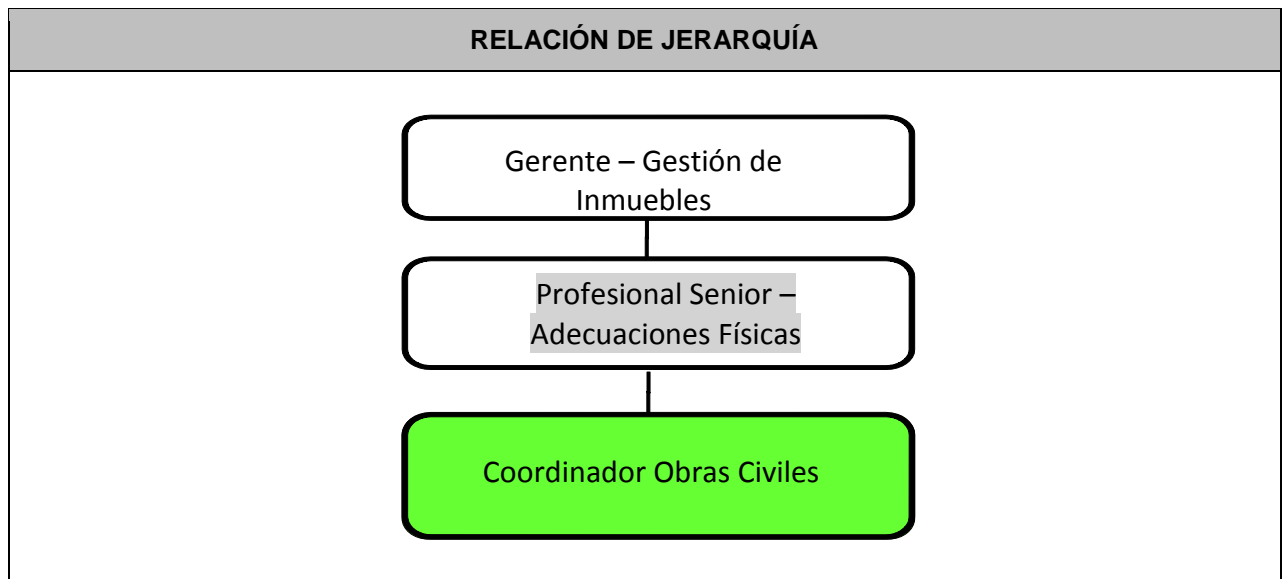 RELACIÓN DE JERARQUÍA
Gerente – Gestión de
Inmuebles
Profesional Senior –
Adecuaciones Físicas
Coordinador Obras Civiles